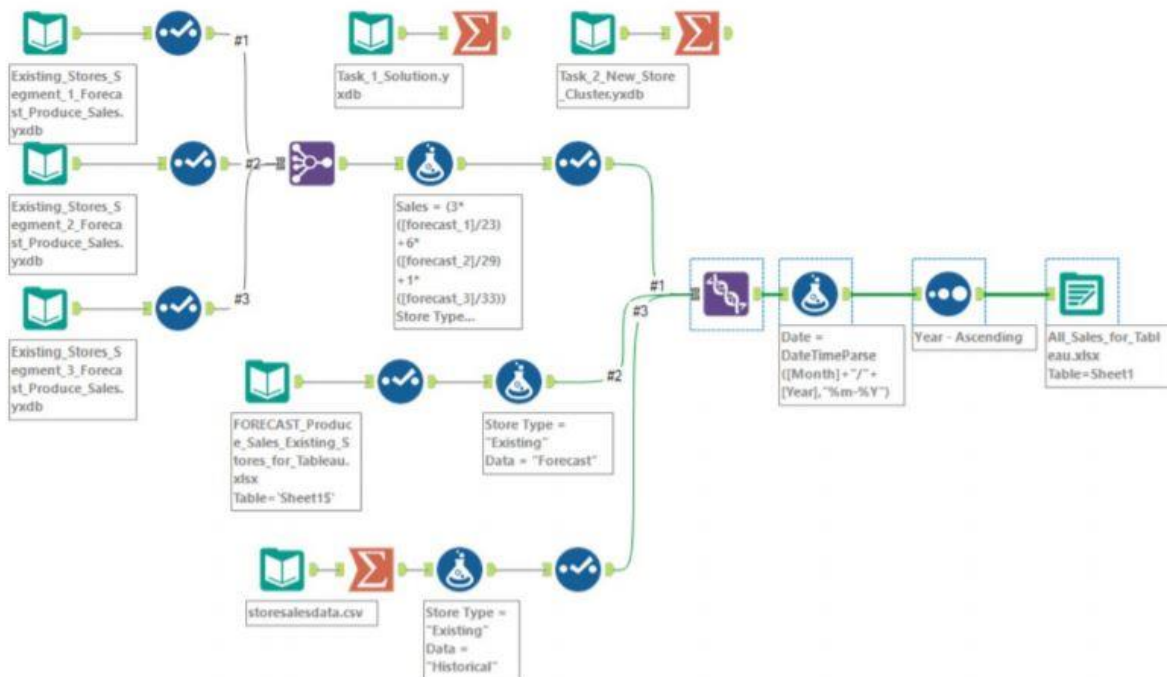 #1
Existing_Stores_S
egment_1_Foreca
st_Produce_Sales.
yxdb
Task_1_Solution.y
xdb
Task_2_New_Store
_Cluster.yxdb
#2
Existing_Stores_S
egment_2_Foreca
st_Produce_Sales.
yxdb
Sales = (3*
([forecast_1]/23)
+6*
([forecast_2]/29)
+1*
([forecast_3]/33))
Store Type...
#3
Existing_Stores_S
egment_3_Foreca
st_Produce_Sales.
yxdb
#1
#3
#2
Date =
DateTimeParse
([Month]+"/"+
[Year],"%m-%Y")
Year - Ascending
All_Sales_for_Tabl
eau.xlsx
Table=Sheet1
FORECAST_Produc
e_Sales_Existing_S
tores_for_Tableau.
xlsx
Table='Sheet1$'
Store Type =
"Existing"
Data = "Forecast"
storesalesdata.csv
Store Type =
"Existing"
Data =
"Historical"